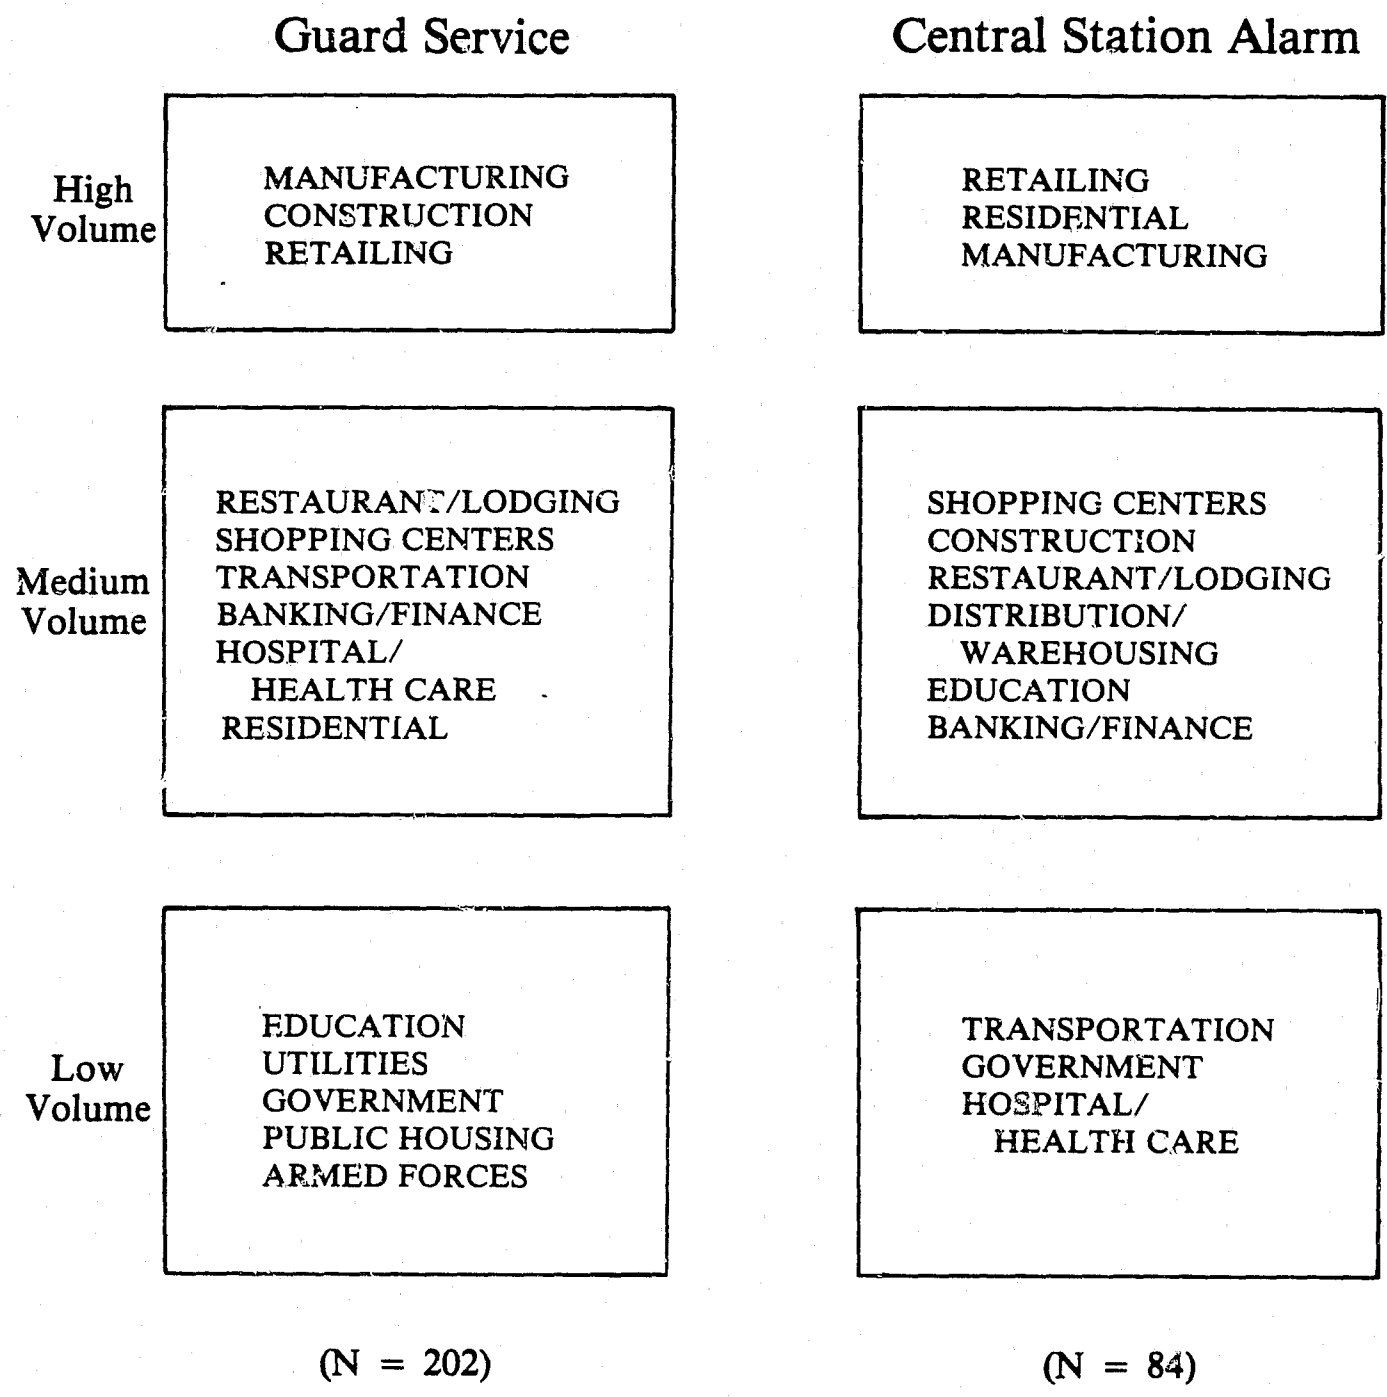 Guard Service
Central Station Alarm
High
Volume
MANUFACTURING
CONSTRUCTION
RETAILING
RETAILING
RESIDENTIAL
MANUFACTURING
Medium
Volume
RESTAURANT/LODGING
SHOPPING CENTERS
TRANSPORTATION
BANKING/FINANCE
HOSPITAL/
HEALTH CARE
RESIDENTIAL
SHOPPING CENTERS
CONSTRUCTION
RESTAURANT/LODGING
DISTRIBUTION/
WAREHOUSING
EDUCATION
BANKING/FINANCE
Low
Volume
EDUCATION
UTILITIES
GOVERNMENT
PUBLIC HOUSING
ARMED FORCES
TRANSPORTATION
GOVERNMENT
HOSPITAL/
HEALTH CARE
(N = 202)
(N = 84)